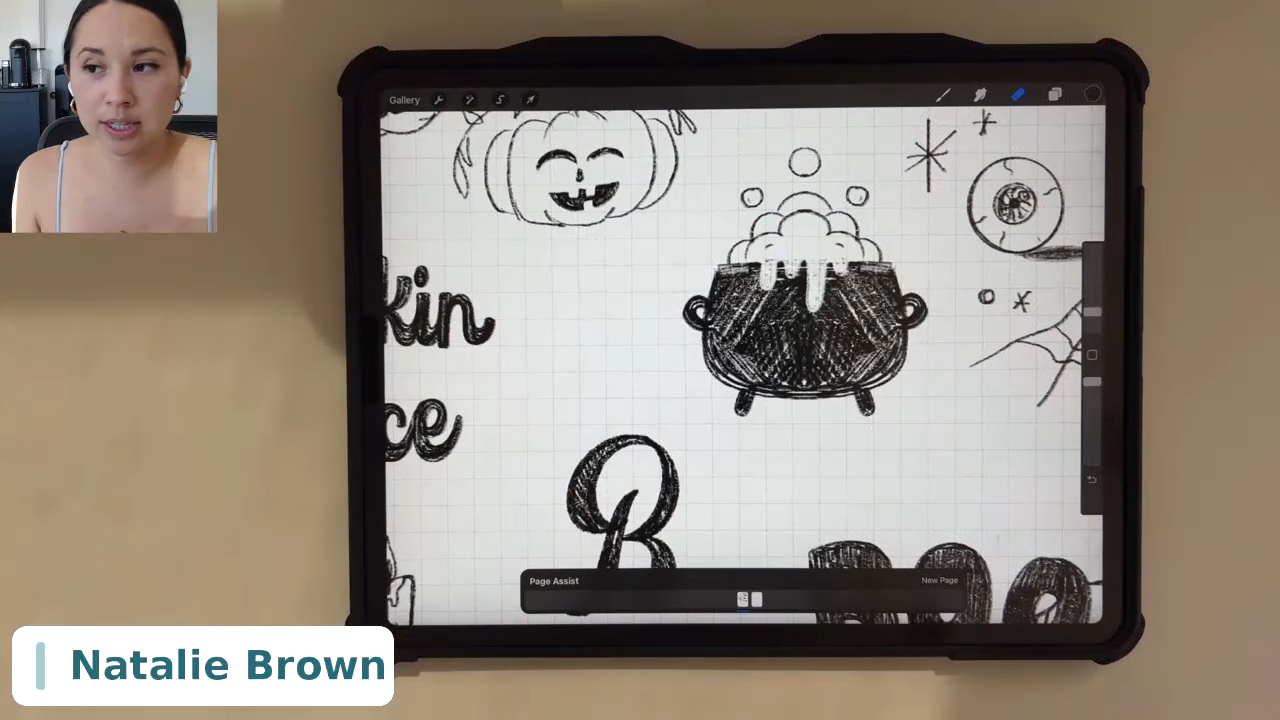 Gallery
kin
ce
R
Page Assist
New Page
Natalie Brown